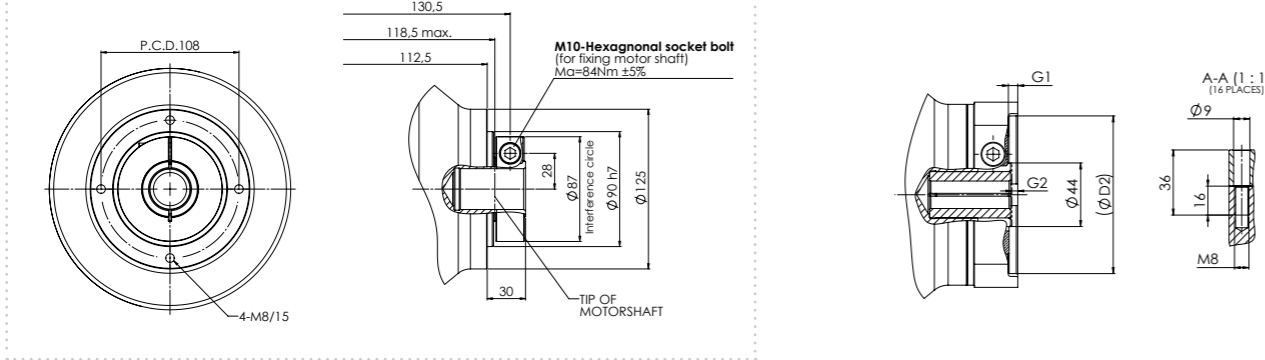 P.C.D.108
4-M8/15
130,5
118,5 max.
112,5
M10-Hexagnonal socket bolt
(for fixing motor shaft)
Ma=84Nm ±5%
28
Ø87
Interference circle
Ø90 h7
Ø125
30
TIP OF
MOTORSHAFT
G1
G2
Ø44
(ØD2)
A-A (1 : 1
(16 PLACES)
Ø9
36
16
M8